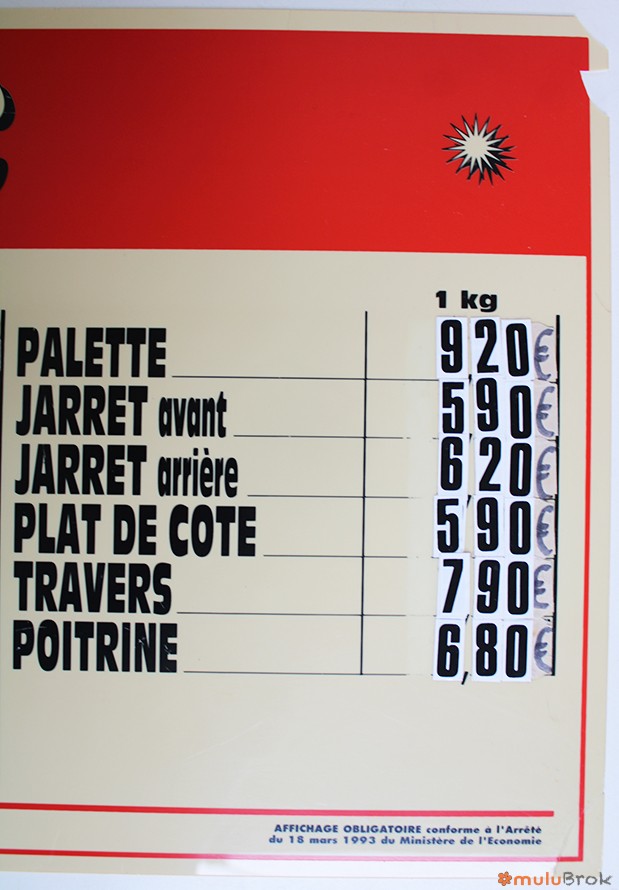 1 kg
PALETTE 9,20€
JARRET avant 5,90€
JARRET arrière 6,20€
PLAT DE COTE 5,90€
TRAVERS 7,90€
POITRINE 6,80€
AFFICHAGE OBLIGATOIRE conforme à l'Arrêté
du 18 mars 1993 du Ministère de l'Economie
muluBrok